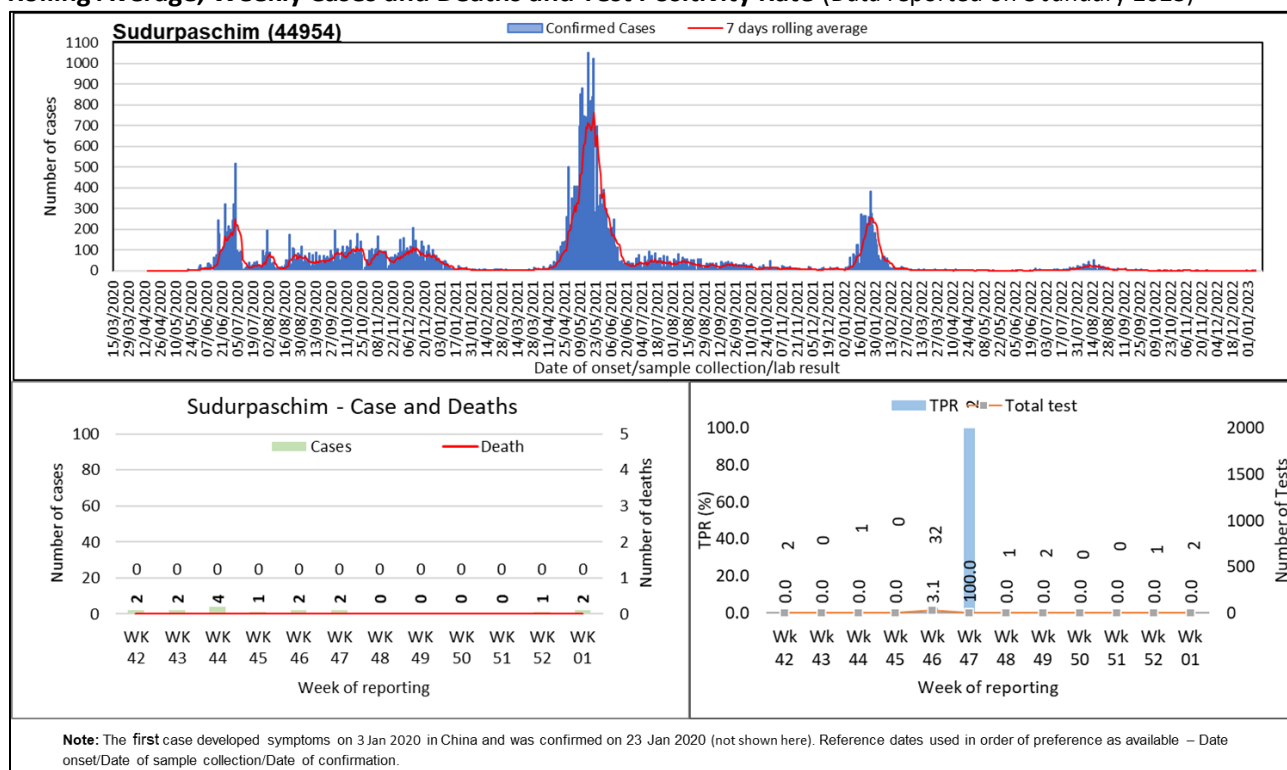 Rolling Average, Weekly Cases and Deaths and Test Positivity Rate (Data reported on January 2023)
Sudurpaschim (44954)
Confirmed Cases
7 days rolling average
Number of cases
1100
1000
900
800
700
600
500
400
300
200
100
0
15/03/2020
29/03/2020
12/04/2020
26/04/2020
10/05/2020
24/05/2020
07/06/2020
21/06/2020
05/07/2020
19/07/2020
02/08/2020
16/08/2020
30/08/2020
13/09/2020
27/09/2020
11/10/2020
25/10/2020
08/11/2020
22/11/2020
06/12/2020
20/12/2020
03/01/2021
17/01/2021
31/01/2021
14/02/2021
28/02/2021
14/03/2021
28/03/2021
11/04/2021
25/04/2021
09/05/2021
23/05/2021
06/06/2021
20/06/2021
04/07/2021
18/07/2021
01/08/2021
15/08/2021
29/08/2021
12/09/2021
26/09/2021
10/10/2021
24/10/2021
07/11/2021
21/11/2021
05/12/2021
19/12/2021
02/01/2022
16/01/2022
30/01/2022
13/02/2022
27/02/2022
13/03/2022
27/03/2022
10/04/2022
24/04/2022
08/05/2022
22/05/2022
05/06/2022
19/06/2022
03/07/2022
17/07/2022
31/07/2022
14/08/2022
28/08/2022
11/09/2022
25/09/2022
09/10/2022
23/10/2022
06/11/2022
20/11/2022
04/12/2022
18/12/2022
01/01/2023
Date of onset/sample collection/lab result
Sudurpaschim - Case and Deaths
Cases
Death
Number of cases
100
80
60
40
20
0
0 0 0 0 0 0 0 0 0 0 0 0
2 2 4 1 2 2 0 0 0 0 1 2
5
4
3
2
1
0
Number of deaths
WK 42
WK 43
WK 44
WK 45
WK 46
WK 47
WK 48
WK 49
WK 50
WK 51
WK 52
WK 01
Week of reporting
TPR
Total test
TPR (%)
100.0
80.0
60.0
40.0
20.0
0.0
2 0 1 0 32 2 1 2 0 0 1 2
0.0 0.0 0.0 0.0 3.1 100.0 0.0 0.0 0.0 0.0 0.0 0.0
2000
1500
1000
500
0
Number of Tests
Wk 42
Wk 43
Wk 44
Wk 45
Wk 46
Wk 47
Wk 48
Wk 49
Wk 50
Wk 51
Wk 52
Wk 01
Week of reporting
Note: The first case developed symptoms on 3 Jan 2020 in China and was confirmed on 23 Jan 2020 (not shown here). Reference dates used in order of preference as available – Date
onset/Date of sample collection/Date of confirmation.